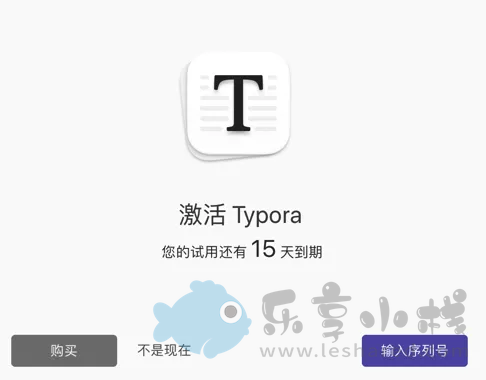 T
激活 Typora
您的试用还有 15 天到期
乐享小栈
www.lesh
购买
不是现在
输入序列号